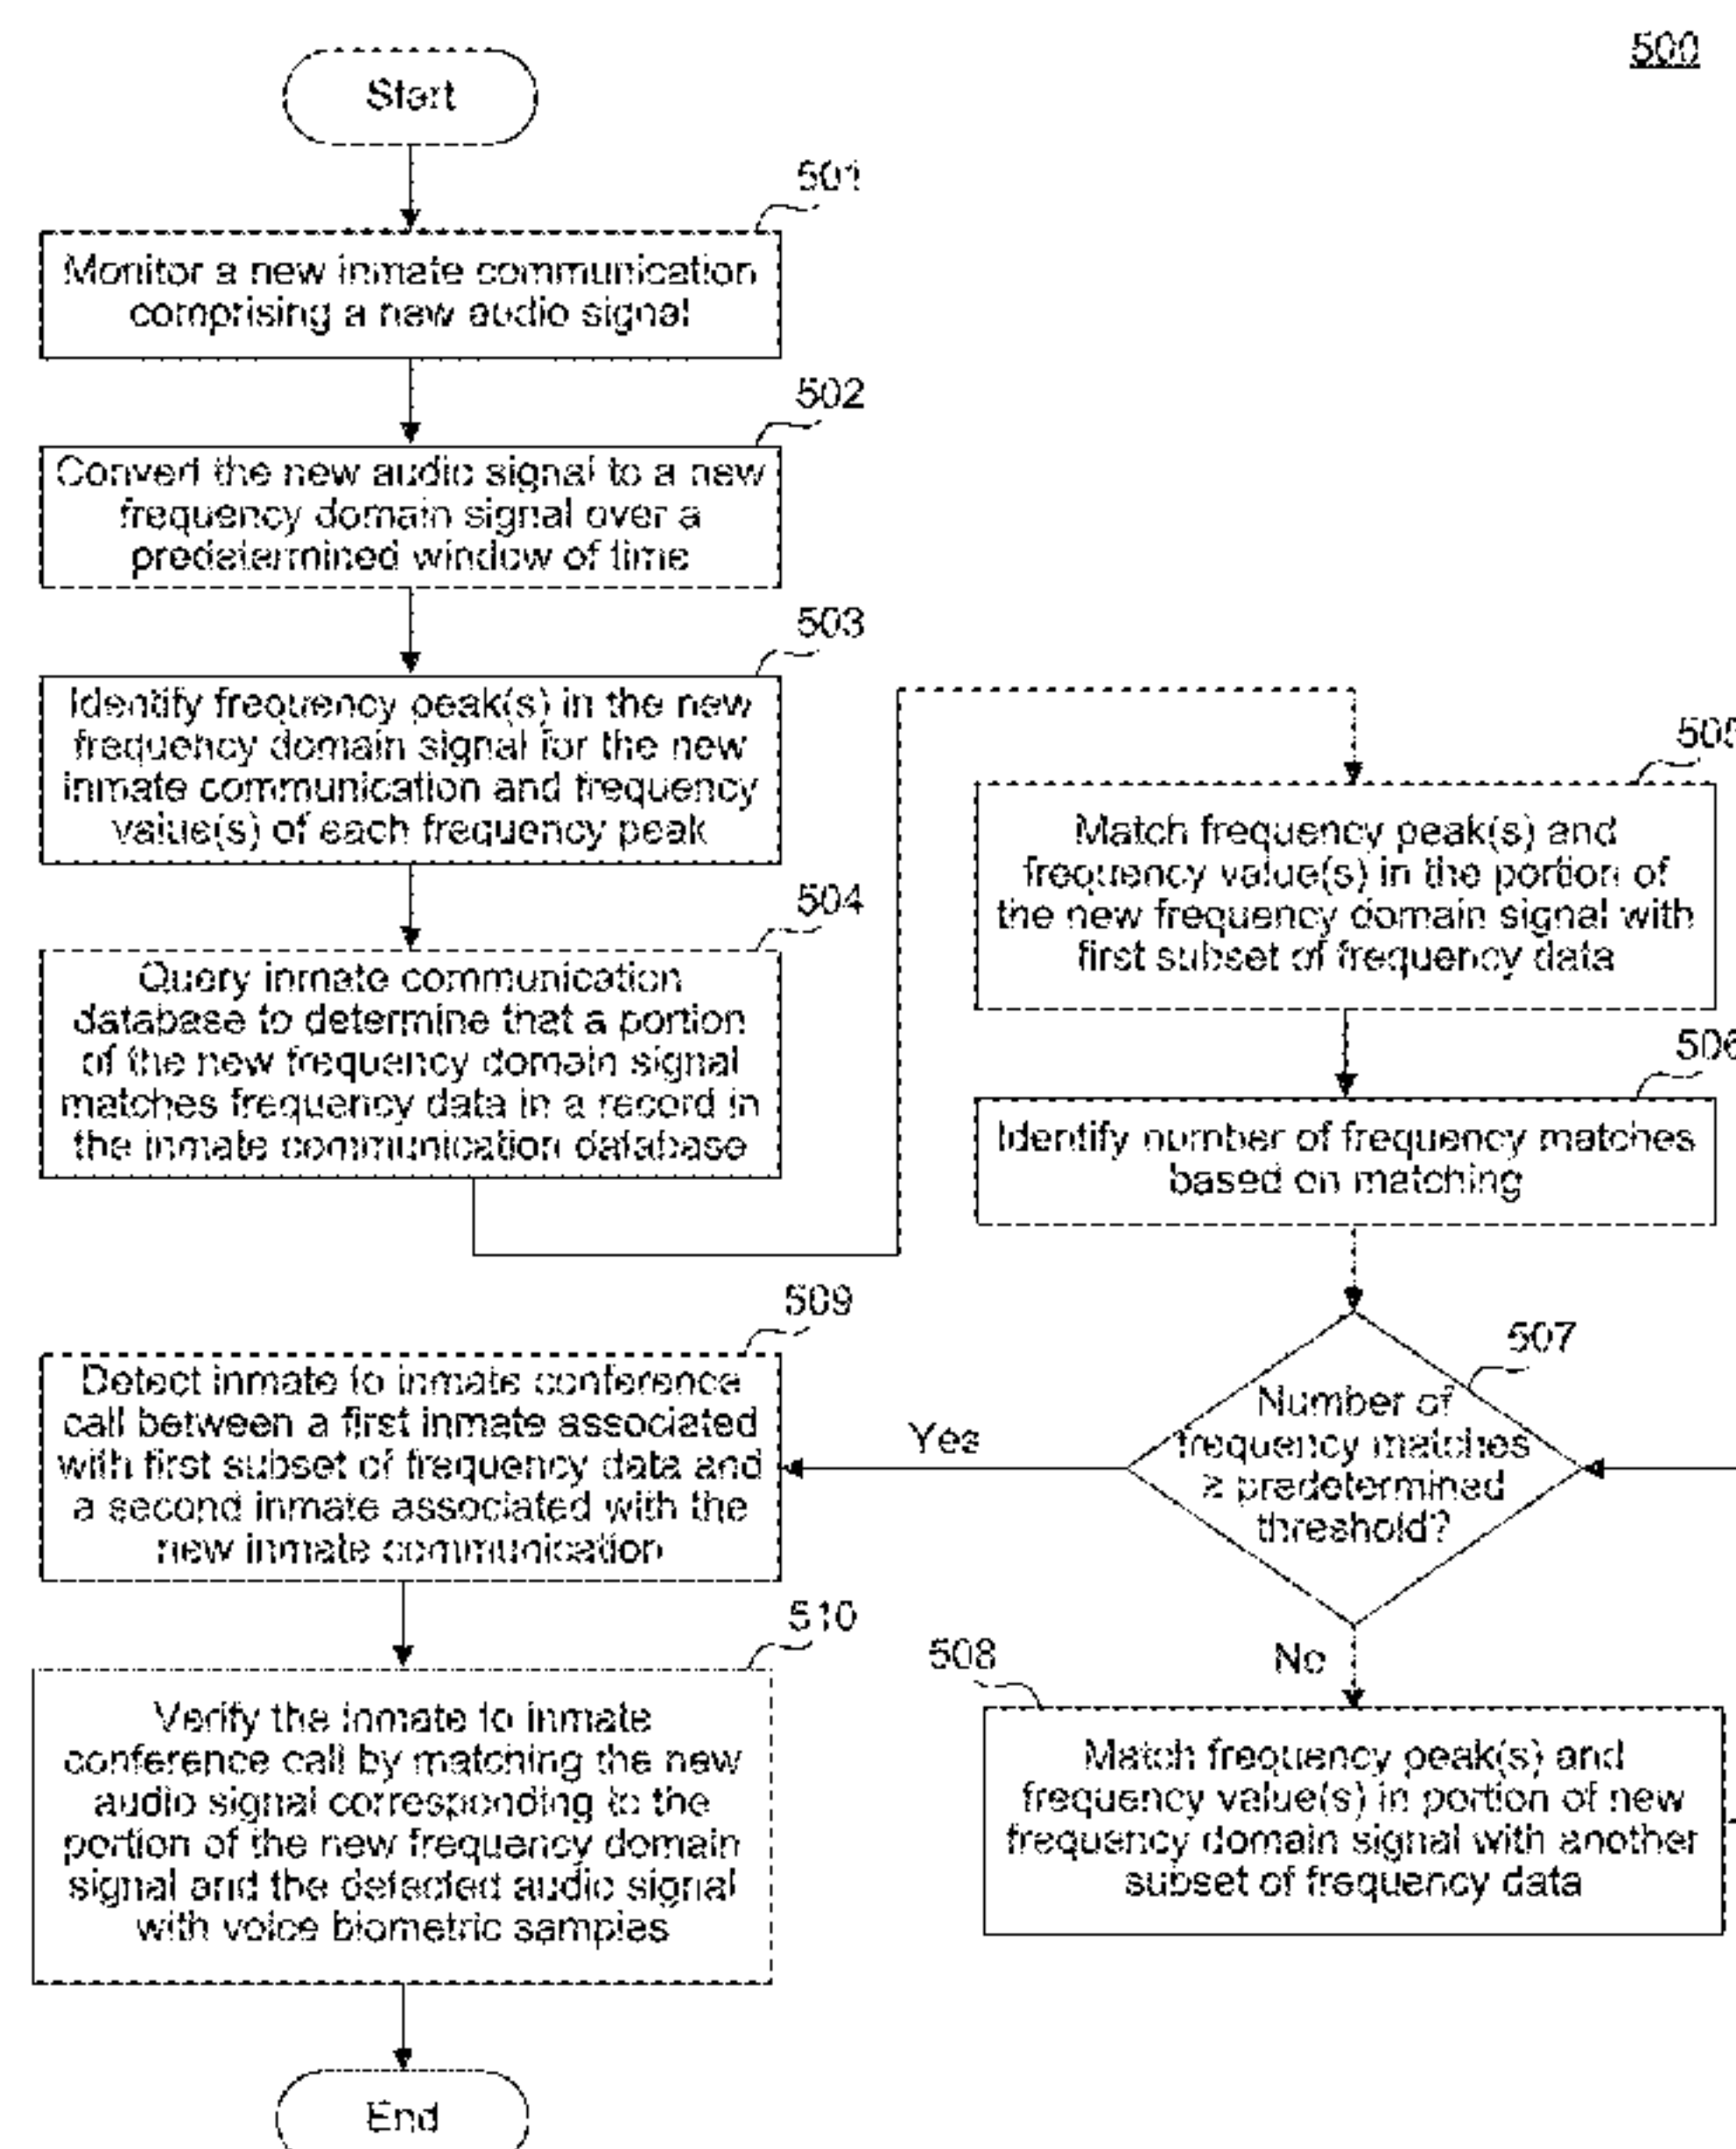 500
Start
501
Monitor a new inmate communication
comprising a new audio signal
502
Convert the new audio signal to a new
frequency domain signal over a
predetermined window of time
503
Identify frequency peak(s) in the new
frequency domain signal for the new
inmate communication and frequency
value(s) of each frequency peak
504
Query inmate communication
database to determine that a portion
of the new frequency domain signal
matches frequency data in a record in
the inmate communication database
505
Match frequency peak(s) and
frequency value(s) in the portion of
the new frequency domain signal with
first subset of frequency data
506
Identify number of frequency matches
based on matching
507
Number of
frequency matches
≥ predetermined
threshold?
Yes
No
508
Match frequency peak(s) and
frequency value(s) in portion of new
frequency domain signal with another
subset of frequency data
509
Detect inmate to inmate conference
call between a first inmate associated
with first subset of frequency data and
a second inmate associated with the
new inmate communication
510
Verify the inmate to inmate
conference call by matching the new
audio signal corresponding to the
portion of the new frequency domain
signal and the detected audio signal
with voice biometric samples
End